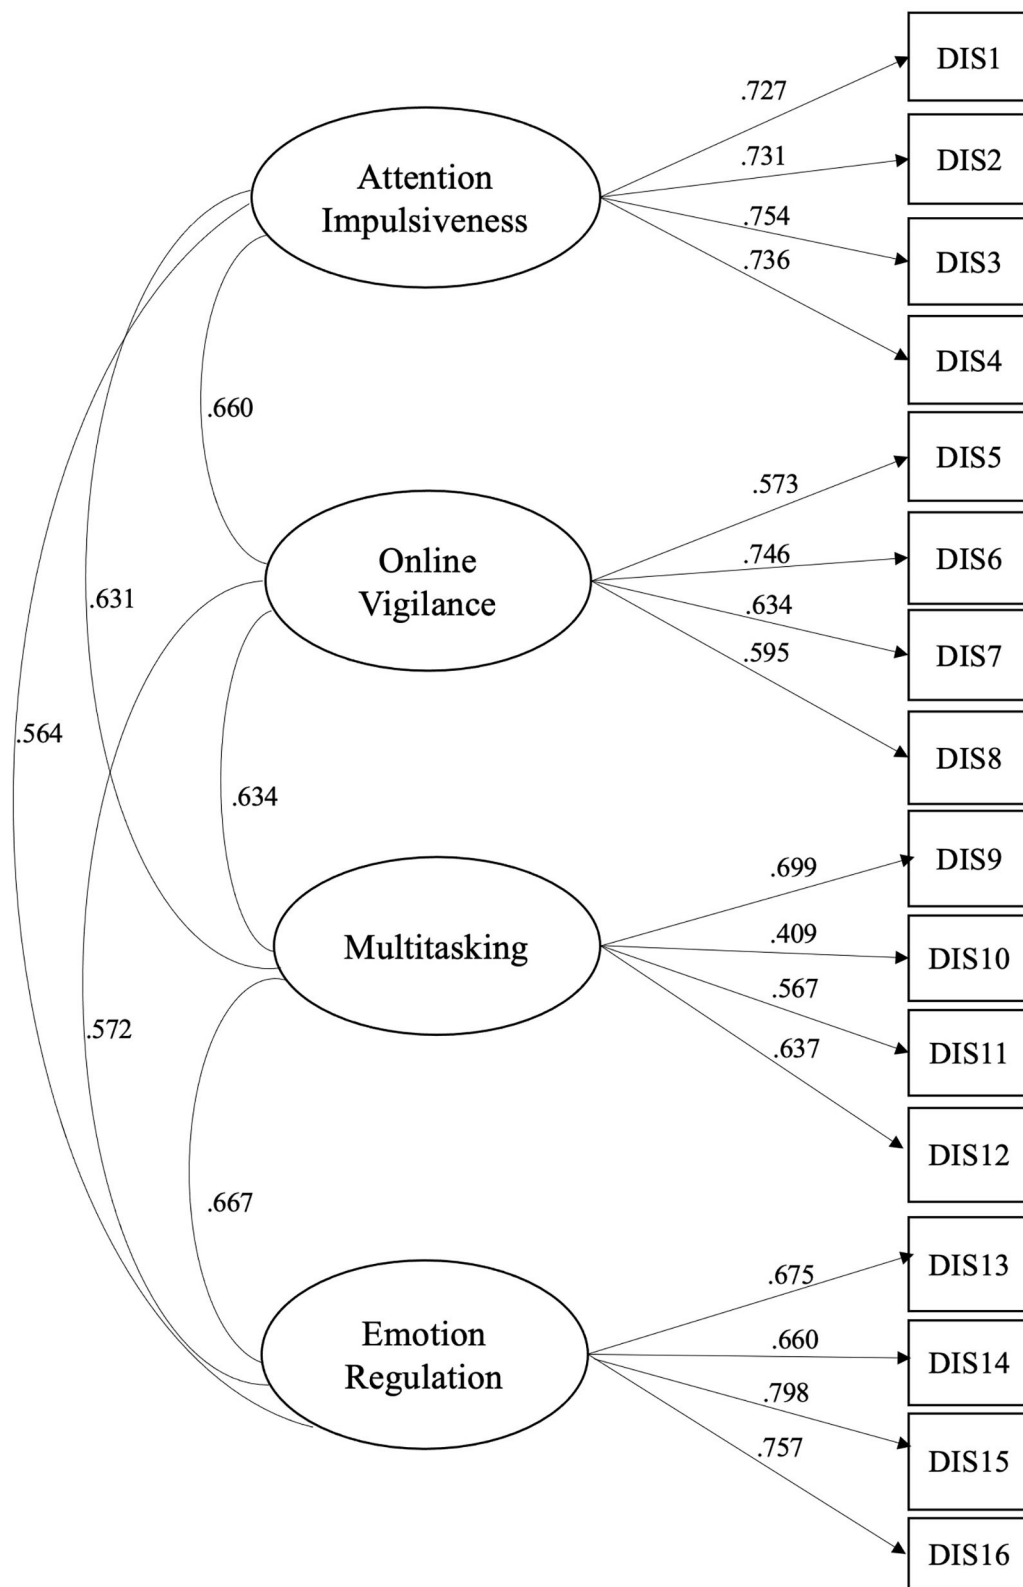 DIS1
.727
Attention
Impulsiveness
.731
DIS2
.754
DIS3
.736
DIS4
.660
.573
DIS5
Online
Vigilance
.746
DIS6
.634
DIS7
.595
DIS8
.631
.564
.634
.699
DIS9
Multitasking
.409
DIS10
.567
DIS11
.637
DIS12
.572
.667
.675
DIS13
Emotion
Regulation
.660
DIS14
.798
DIS15
.757
DIS16